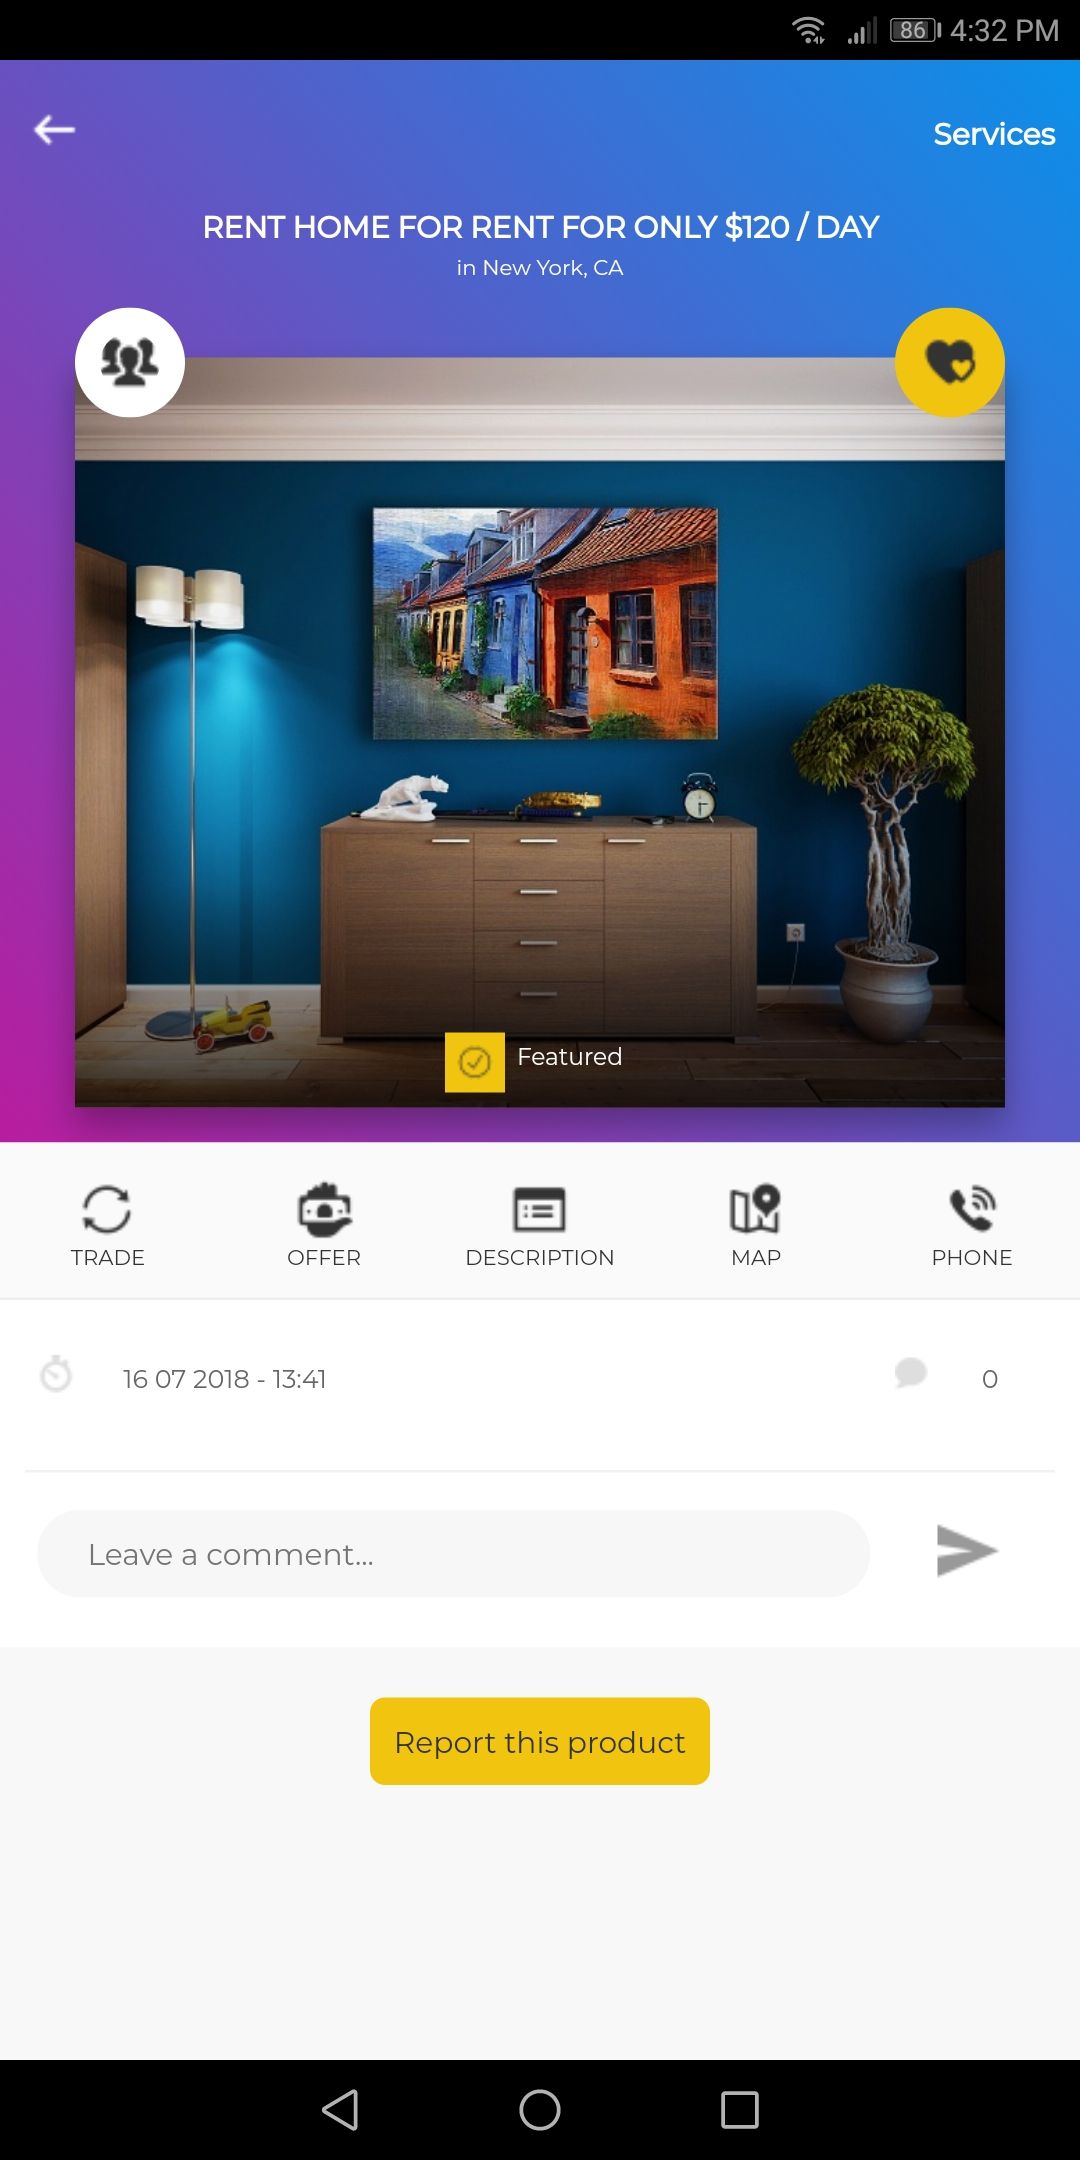 86 4:32 PM
Services
RENT HOME FOR RENT FOR ONLY $120 / DAY
in New York, CA
Featured
TRADE OFFER DESCRIPTION MAP PHONE
16 07 2018 - 13:41 0
Leave a comment...
Report this product